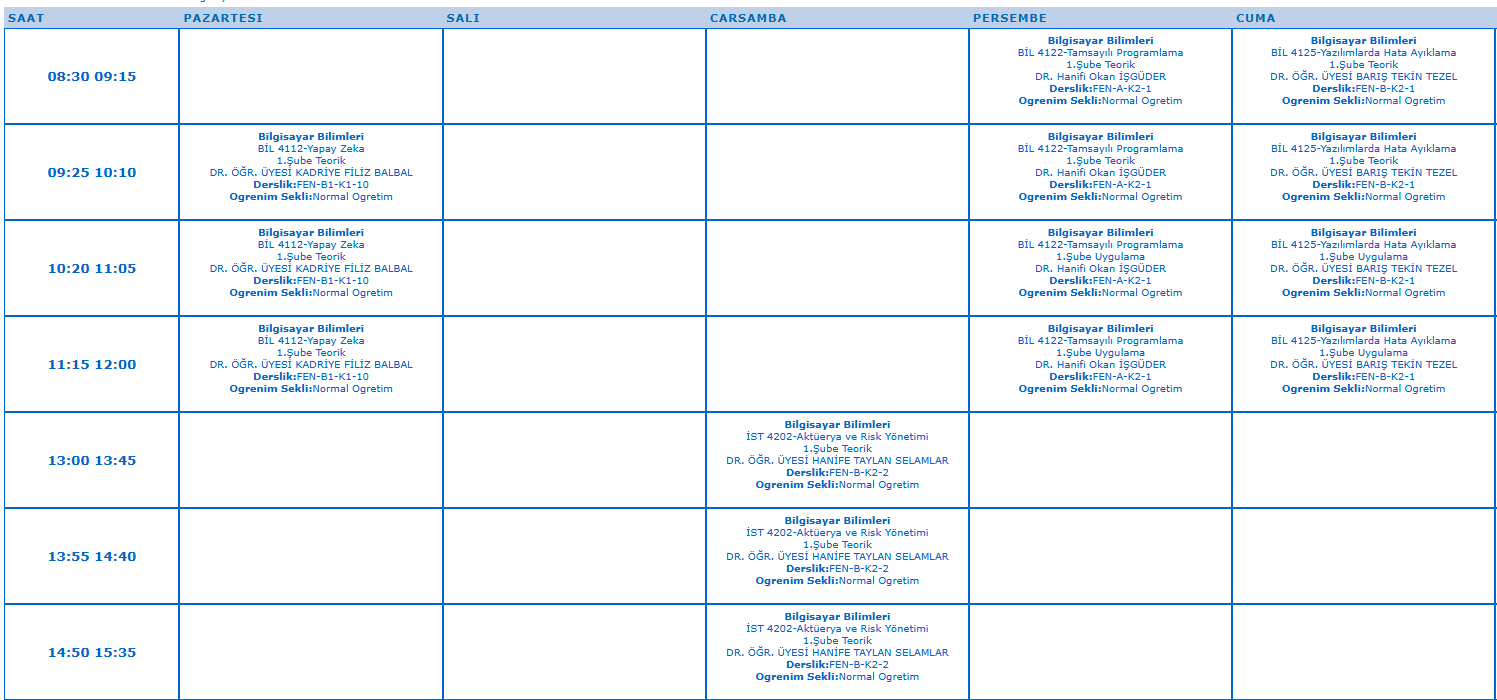 SAAT PAZARTESI SALI CARSAMBA PERSEMBE CUMA
08:30 09:15
Bilgisayar Bilimleri
BİL 4122-Tamsayılı Programlama
1.Şube Teorik
DR. Hanifi Okan İŞGÜDER
Derslik:FEN-A-K2-1
Ogrenim Sekli:Normal Ogretim
Bilgisayar Bilimleri
BİL 4125-Yazılımlarda Hata Ayıklama
1.Şube Teorik
DR. ÖĞR. ÜYESİ BARIŞ TEKİN TEZEL
Derslik:FEN-B-K2-1
Ogrenim Sekli:Normal Ogretim
09:25 10:10
Bilgisayar Bilimleri
BİL 4112-Yapay Zeka
1.Şube Teorik
DR. ÖĞR. ÜYESİ KADRİYE FİLİZ BALBAL
Derslik:FEN-B1-K1-10
Ogrenim Sekli:Normal Ogretim
Bilgisayar Bilimleri
BİL 4122-Tamsayılı Programlama
1.Şube Teorik
DR. Hanifi Okan İŞGÜDER
Derslik:FEN-A-K2-1
Ogrenim Sekli:Normal Ogretim
Bilgisayar Bilimleri
BİL 4125-Yazılımlarda Hata Ayıklama
1.Şube Teorik
DR. ÖĞR. ÜYESİ BARIŞ TEKİN TEZEL
Derslik:FEN-B-K2-1
Ogrenim Sekli:Normal Ogretim
10:20 11:05
Bilgisayar Bilimleri
BİL 4112-Yapay Zeka
1.Şube Teorik
DR. ÖĞR. ÜYESİ KADRİYE FİLİZ BALBAL
Derslik:FEN-B1-K1-10
Ogrenim Sekli:Normal Ogretim
Bilgisayar Bilimleri
BİL 4122-Tamsayılı Programlama
1.Şube Uygulama
DR. Hanifi Okan İŞGÜDER
Derslik:FEN-A-K2-1
Ogrenim Sekli:Normal Ogretim
Bilgisayar Bilimleri
BİL 4125-Yazılımlarda Hata Ayıklama
1.Şube Uygulama
DR. ÖĞR. ÜYESİ BARIŞ TEKİN TEZEL
Derslik:FEN-B-K2-1
Ogrenim Sekli:Normal Ogretim
11:15 12:00
Bilgisayar Bilimleri
BİL 4112-Yapay Zeka
1.Şube Teorik
DR. ÖĞR. ÜYESİ KADRİYE FİLİZ BALBAL
Derslik:FEN-B1-K1-10
Ogrenim Sekli:Normal Ogretim
Bilgisayar Bilimleri
BİL 4122-Tamsayılı Programlama
1.Şube Uygulama
DR. Hanifi Okan İŞGÜDER
Derslik:FEN-A-K2-1
Ogrenim Sekli:Normal Ogretim
Bilgisayar Bilimleri
BİL 4125-Yazılımlarda Hata Ayıklama
1.Şube Uygulama
DR. ÖĞR. ÜYESİ BARIŞ TEKİN TEZEL
Derslik:FEN-B-K2-1
Ogrenim Sekli:Normal Ogretim
13:00 13:45
Bilgisayar Bilimleri
İST 4202-Aktüerya ve Risk Yönetimi
1.Şube Teorik
DR. ÖĞR. ÜYESİ HANİFE TAYLAN SELAMLAR
Derslik:FEN-B-K2-2
Ogrenim Sekli:Normal Ogretim
13:55 14:40
Bilgisayar Bilimleri
İST 4202-Aktüerya ve Risk Yönetimi
1.Şube Teorik
DR. ÖĞR. ÜYESİ HANİFE TAYLAN SELAMLAR
Derslik:FEN-B-K2-2
Ogrenim Sekli:Normal Ogretim
14:50 15:35
Bilgisayar Bilimleri
İST 4202-Aktüerya ve Risk Yönetimi
1.Şube Teorik
DR. ÖĞR. ÜYESİ HANİFE TAYLAN SELAMLAR
Derslik:FEN-B-K2-2
Ogrenim Sekli:Normal Ogretim